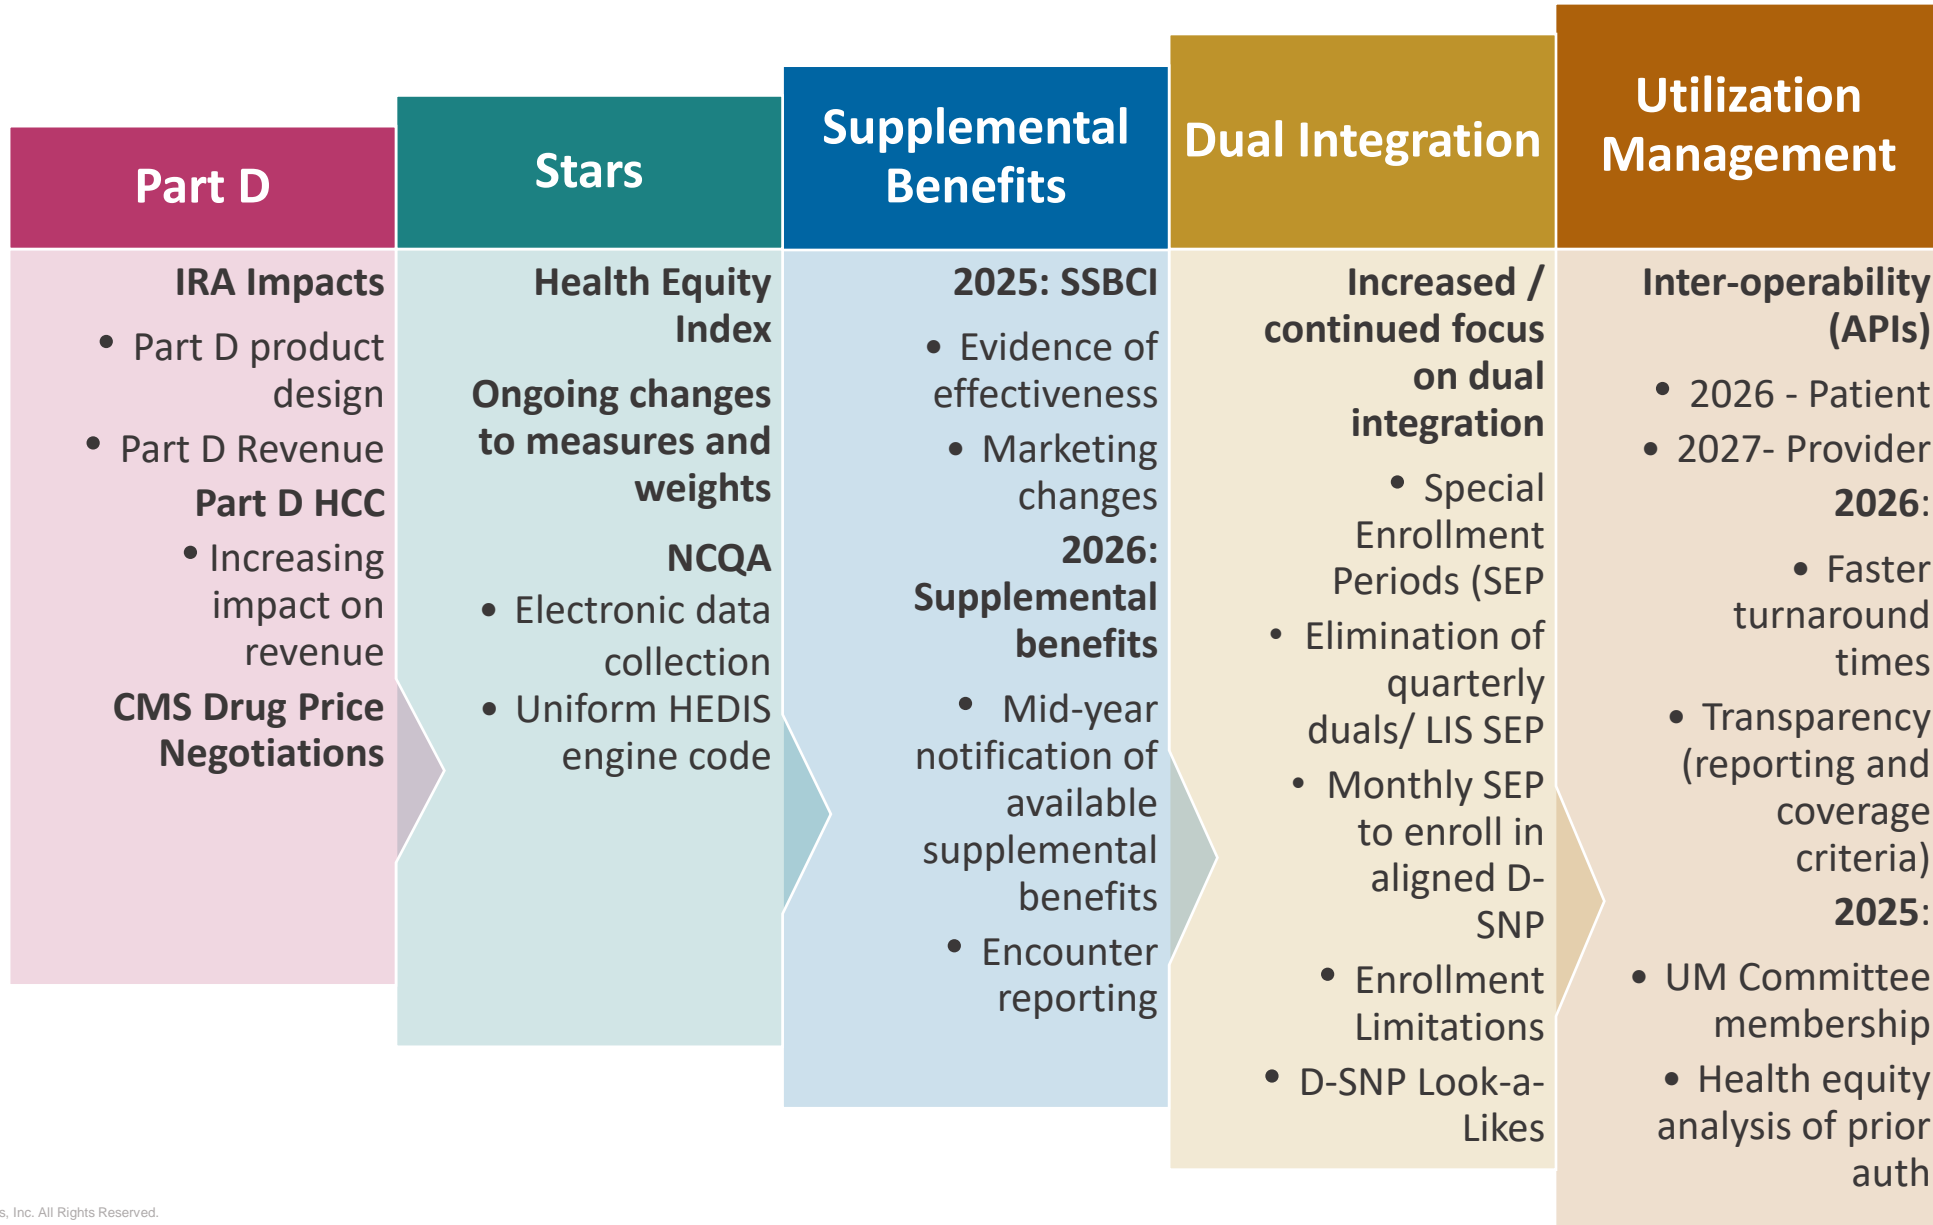 Part D
IRA Impacts
• Part D product
design
• Part D Revenue
Part D HCC
• Increasing
impact on
revenue
CMS Drug Price
Negotiations
Stars
Health Equity
Index
Ongoing changes
to measures and
weights
NCQA
• Electronic data
collection
• Uniform HEDIS
engine code
Supplemental
Benefits
2025: SSBCI
• Evidence of
effectiveness
• Marketing
changes
2026:
Supplemental
benefits
• Mid-year
notification of
available
supplemental
benefits
• Encounter
reporting
Dual Integration
Increased /
continued focus
on dual
integration
• Special
Enrollment
Periods (SEP
• Elimination of
quarterly
duals/ LIS SEP
• Monthly SEP
to enroll in
aligned D-
SNP
• Enrollment
Limitations
• D-SNP Look-a-
Likes
Utilization
Management
Inter-operability
(APIs)
• 2026 - Patient
• 2027- Provider
2026:
• Faster
turnaround
times
• Transparency
(reporting and
coverage
criteria)
2025:
• UM Committee
membership
• Health equity
analysis of prior
auth
s, Inc. All Rights Reserved.